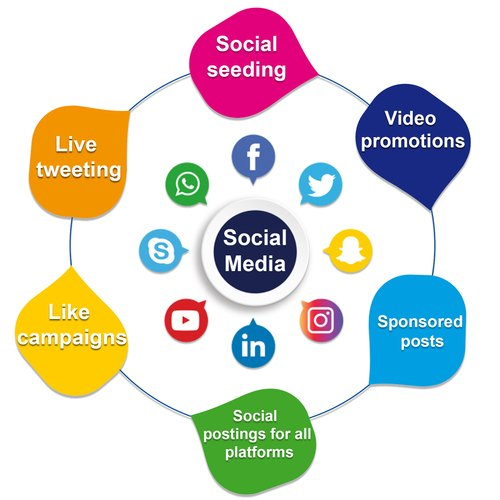 Social
seeding
Video
promotions
Live
tweeting
Social
Media
Sponsored
posts
Like
campaigns
in
Social
postings for all
platforms